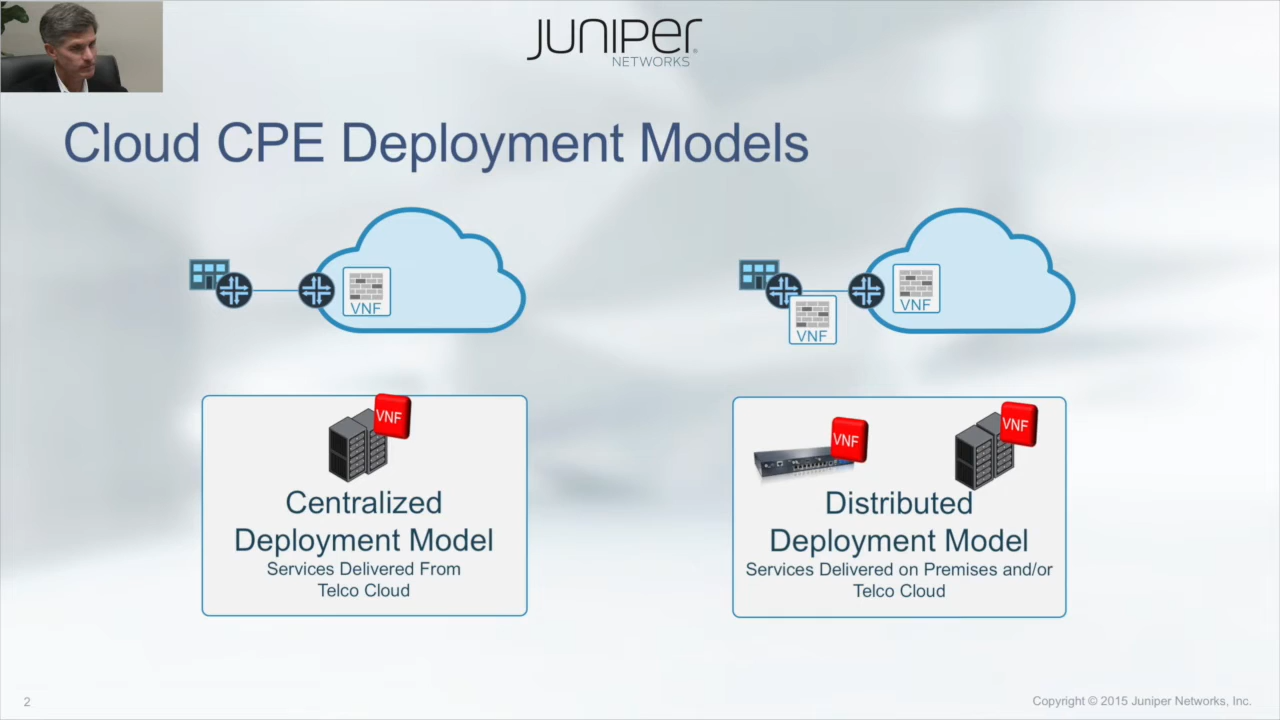 JUNIPER
NETWORKS
Cloud CPE Deployment Models
VNF
VNF
VNF
VNF
Centralized
Deployment Model
Services Delivered From
Telco Cloud
VNF
VNF
Distributed
Deployment Model
Services Delivered on Premises and/or
Telco Cloud
2
Copyright © 2015 Juniper Networks, Inc.